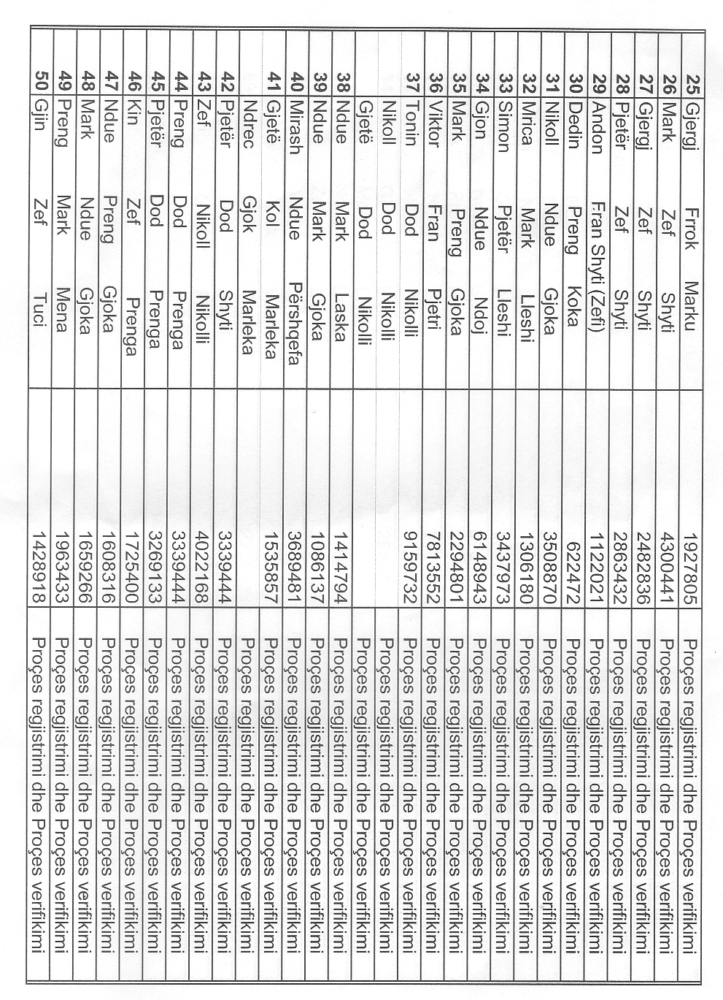 25 Gjergj Frrok Marku 1927805 Proçes regjistrimi dhe Proçes verifikimi
26 Mark Zef Shyti 4300441 Proçes regjistrimi dhe Proçes verifikimi
27 Gjergj Zef Shyti 2482836 Proçes regjistrimi dhe Proçes verifikimi
28 Pjetër Zef Shyti 2863432 Proçes regjistrimi dhe Proçes verifikimi
29 Andon Fran Shyti (Zefi) 1122021 Proçes regjistrimi dhe Proçes verifikimi
30 Dedin Preng Koka 622472 Proçes regjistrimi dhe Proçes verifikimi
31 Nikoll Ndue Gjoka 3508870 Proçes regjistrimi dhe Proçes verifikimi
32 Mrica Mark Lleshi 1306180 Proçes regjistrimi dhe Proçes verifikimi
33 Simon Pjetër Lleshi 3437973 Proçes regjistrimi dhe Proçes verifikimi
34 Gjon Ndue Ndoj 6148943 Proçes regjistrimi dhe Proçes verifikimi
35 Mark Preng Gjoka 2294801 Proçes regjistrimi dhe Proçes verifikimi
36 Viktor Fran Pjetri 7813552 Proçes regjistrimi dhe Proçes verifikimi
37 Tonin Dod Nikolli 9159732 Proçes regjistrimi dhe Proçes verifikimi
Nikoll Dod Nikolli Proçes regjistrimi dhe Proçes verifikimi
Gjetë Dod Nikolli Proçes regjistrimi dhe Proçes verifikimi
38 Ndue Mark Laska 1414794 Proçes regjistrimi dhe Proçes verifikimi
39 Ndue Mark Gjoka 1086137 Proçes regjistrimi dhe Proçes verifikimi
40 Mirash Ndue Përshqefa 3689481 Proçes regjistrimi dhe Proçes verifikimi
41 Gjetë Kol Marleka 1535857 Proçes regjistrimi dhe Proçes verifikimi
Ndrec Gjok Marleka Proçes regjistrimi dhe Proçes verifikimi
42 Pjetër Dod Shyti 3339444 Proçes regjistrimi dhe Proçes verifikimi
43 Zef Nikoll Nikolli 4022168 Proçes regjistrimi dhe Proçes verifikimi
44 Preng Dod Prenga 3339444 Proçes regjistrimi dhe Proçes verifikimi
45 Pjetër Dod Prenga 3269133 Proçes regjistrimi dhe Proçes verifikimi
46 Kin Zef Prenga 1725400 Proçes regjistrimi dhe Proçes verifikimi
47 Ndue Preng Gjoka 1608316 Proçes regjistrimi dhe Proçes verifikimi
48 Mark Ndue Gjoka 1659266 Proçes regjistrimi dhe Proçes verifikimi
49 Preng Mark Mena 1963433 Proçes regjistrimi dhe Proçes verifikimi
50 Gjin Zef Tuci 1428918 Proçes regjistrimi dhe Proçes verifikimi